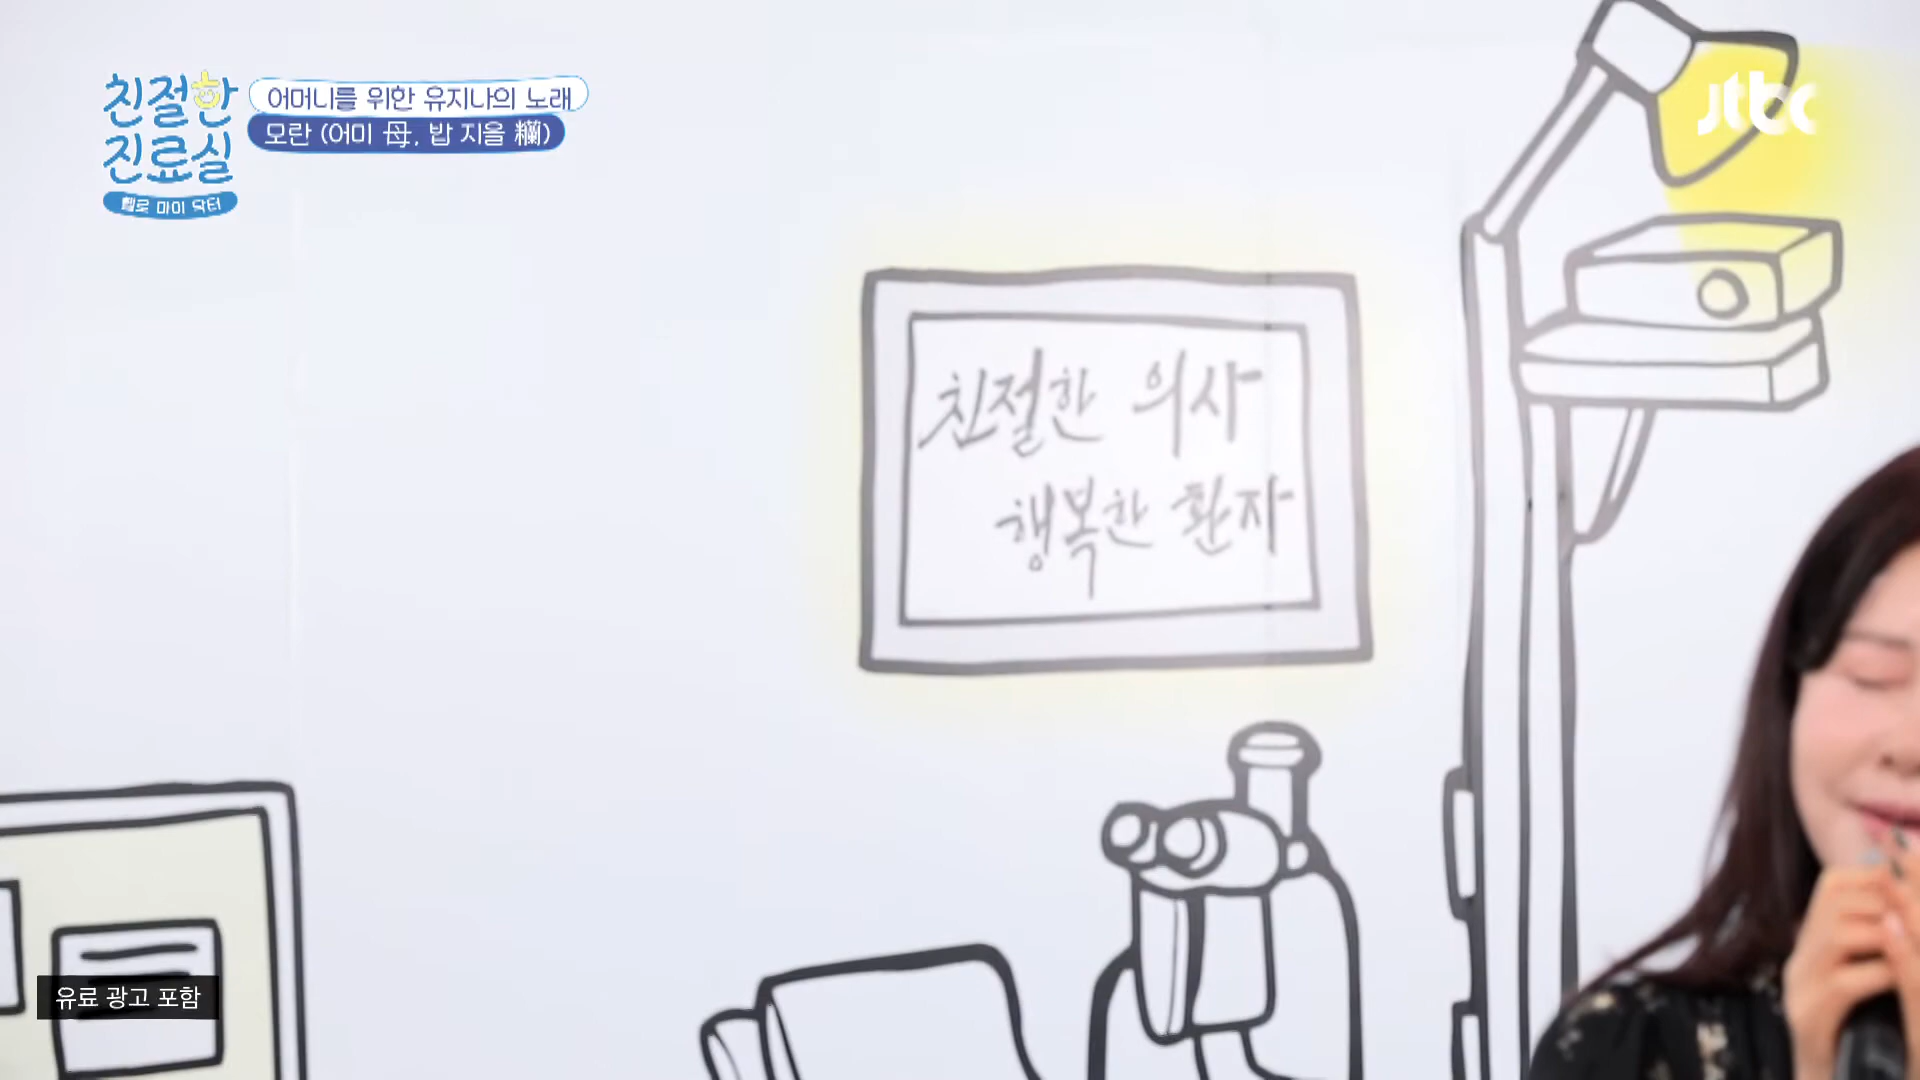 친절한
진료실
헬로 마이 닥터
어머니를 위한 유지나의 노래
모란 (어미 母, 밥 지을 糷)
jtbc
친절한 의사
행복한 환자
유료 광고 포함